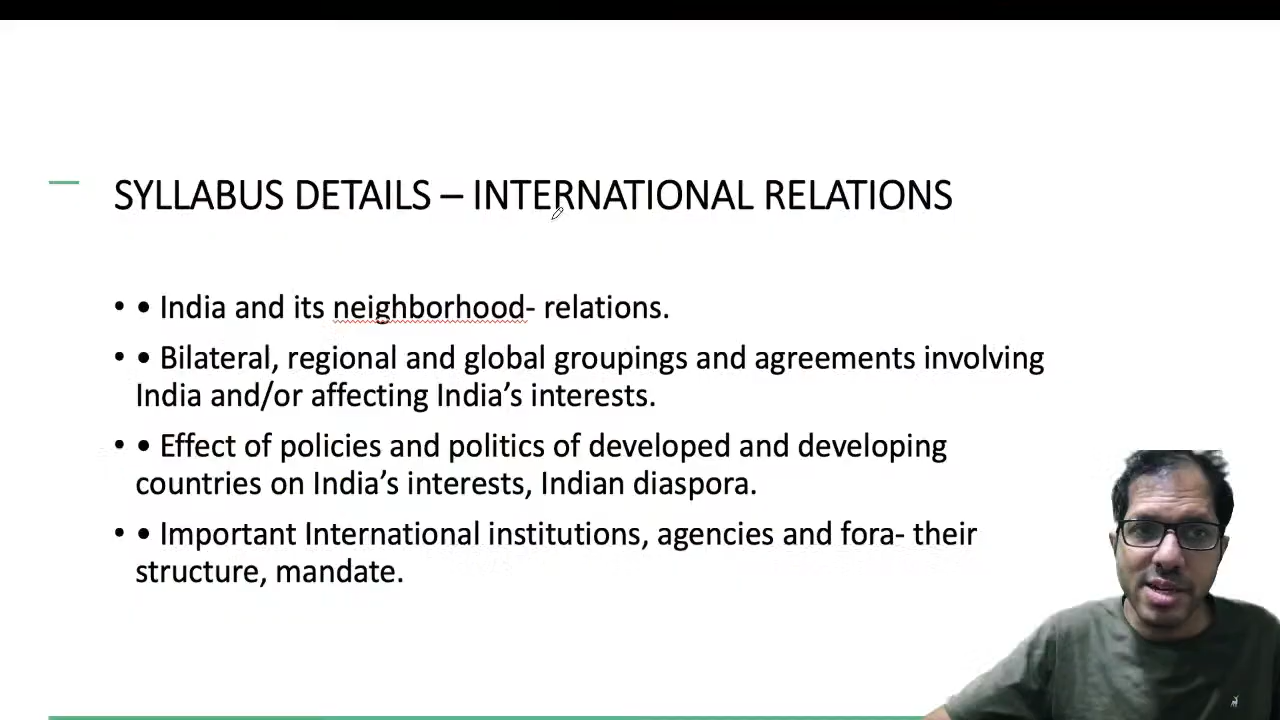 SYLLABUS DETAILS – INTERNATIONAL RELATIONS
• • India and its neighborhood- relations.
• • Bilateral, regional and global groupings and agreements involving
India and/or affecting India’s interests.
• • Effect of policies and politics of developed and developing
countries on India’s interests, Indian diaspora.
• • Important International institutions, agencies and fora- their
structure, mandate.